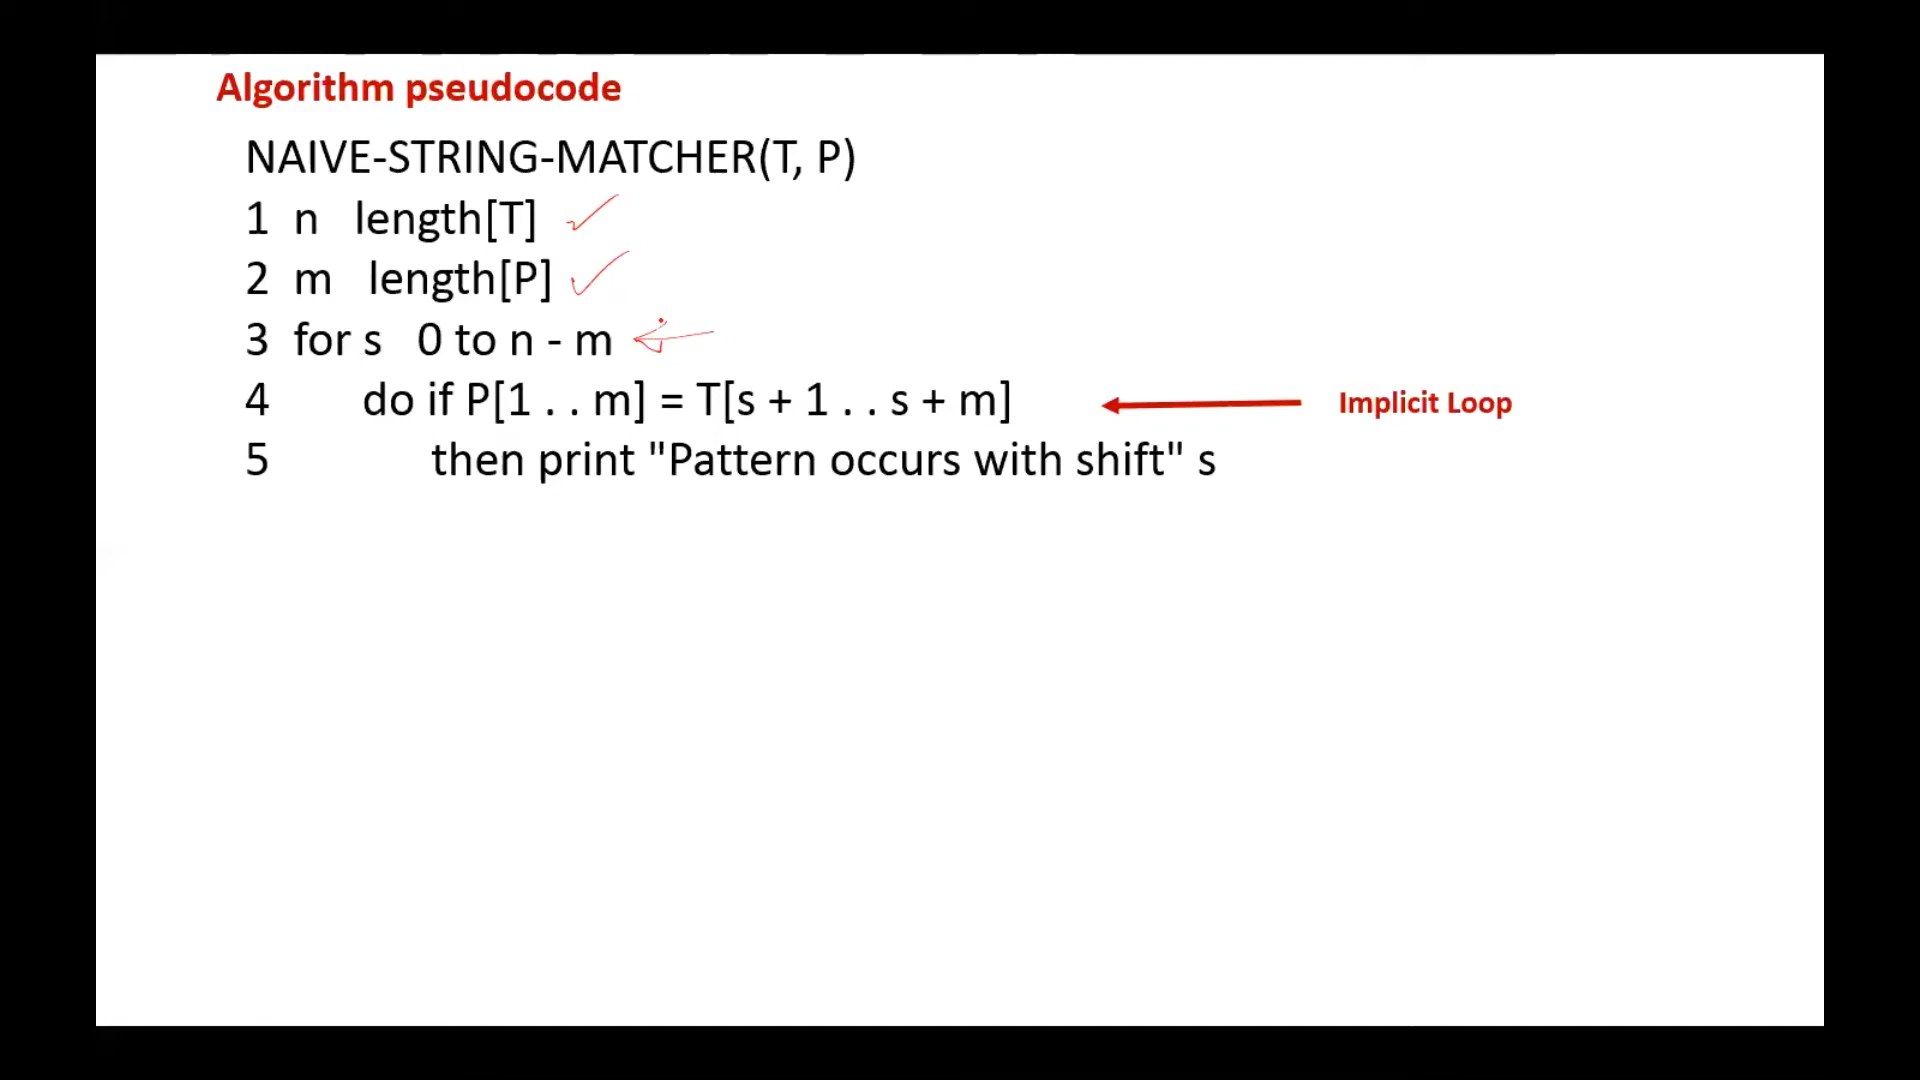 Algorithm pseudocode
NAIVE-STRING-MATCHER(T, P)
1 n length[T]
2 m length[P]
3 for s 0 to n - m
4 do if P[1 . . m] = T[s + 1 . . s + m] Implicit Loop
5 then print "Pattern occurs with shift" s